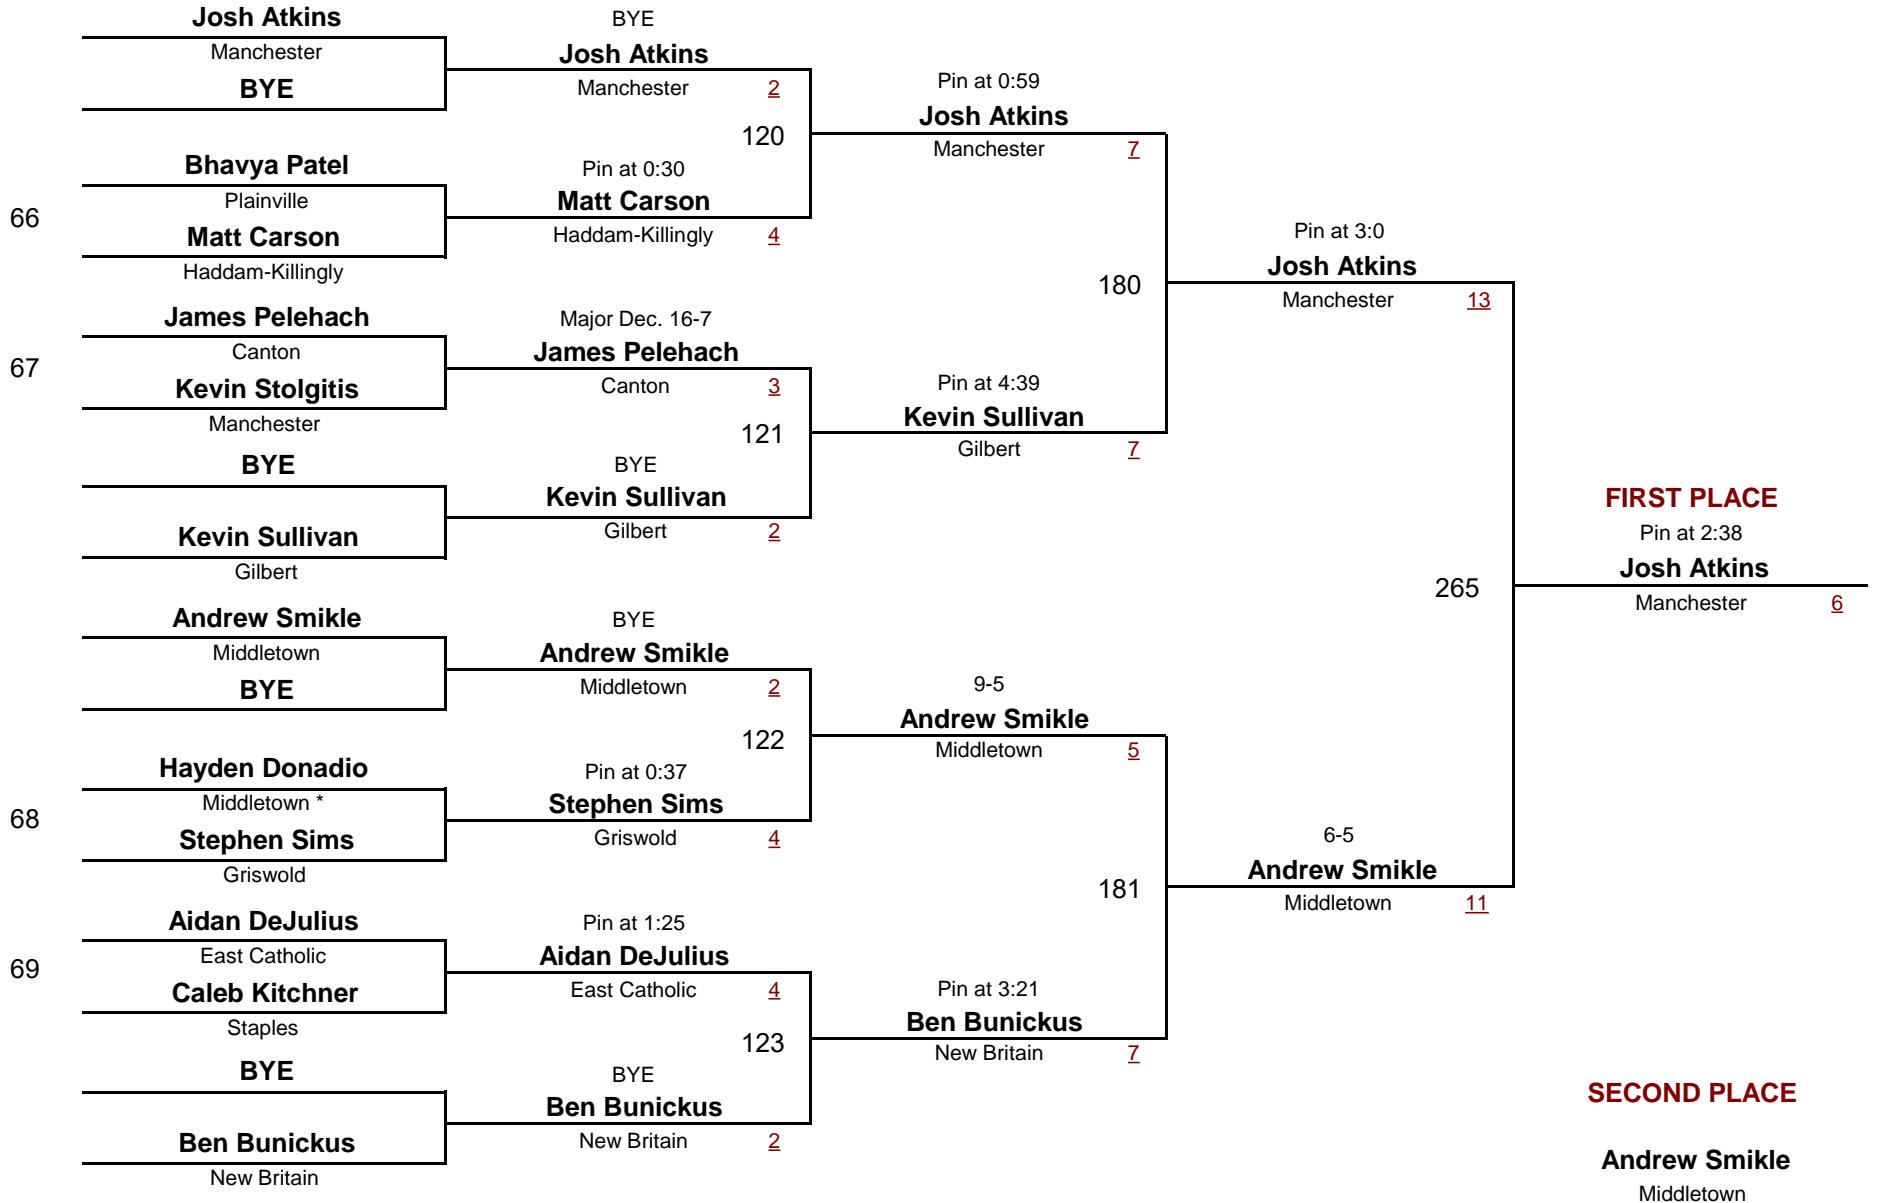 Josh Atkins
Manchester
BYE
66
Bhavya Patel
Plainville
Matt Carson
Haddam-Killingly
67
James Pelehach
Canton
Kevin Stolgitis
Manchester
BYE
Kevin Sullivan
Gilbert
Andrew Smikle
Middletown
BYE
68
Hayden Donadio
Middletown *
Stephen Sims
Griswold
69
Aidan DeJulius
East Catholic
Caleb Kitchner
Staples
BYE
Ben Bunickus
New Britain
BYE
Josh Atkins
Manchester 2
120
Pin at 0:30
Matt Carson
Haddam-Killingly 4
Major Dec. 16-7
James Pelehach
Canton 3
121
BYE
Kevin Sullivan
Gilbert 2
BYE
Andrew Smikle
Middletown 2
122
Pin at 0:37
Stephen Sims
Griswold 4
Pin at 1:25
Aidan DeJulius
East Catholic 4
123
BYE
Ben Bunickus
New Britain 2
Pin at 0:59
Josh Atkins
Manchester 7
180
Pin at 4:39
Kevin Sullivan
Gilbert 7
9-5
Andrew Smikle
Middletown 5
181
Pin at 3:21
Ben Bunickus
New Britain 7
Pin at 3:0
Josh Atkins
Manchester 13
265
6-5
Andrew Smikle
Middletown 11
FIRST PLACE
Pin at 2:38
Josh Atkins
Manchester 6
SECOND PLACE
Andrew Smikle
Middletown